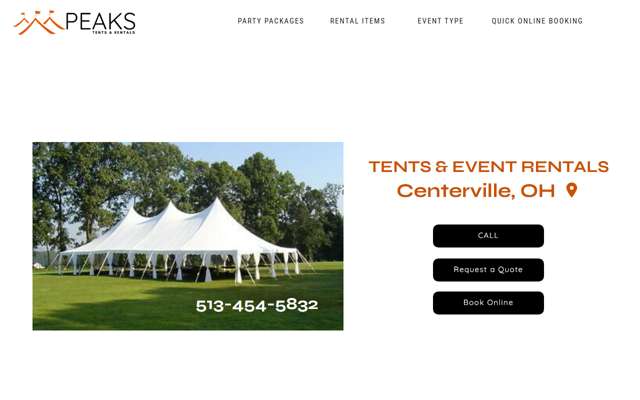 PEAKS
TENTS & RENTALS
PARTY PACKAGES
RENTAL ITEMS
EVENT TYPE
QUICK ONLINE BOOKING
TENTS & EVENT RENTALS
Centerville, OH
CALL
Request a Quote
Book Online
513-454-5832